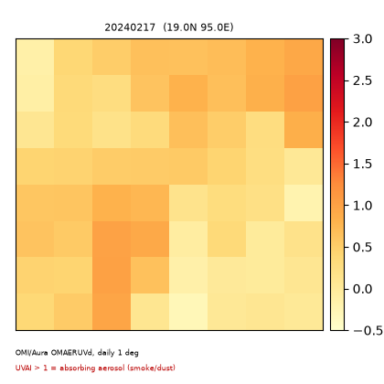 20240217 (19.0N 95.0E)
3.0
2.5
2.0
1.5
1.0
0.5
0.0
−0.5
OMI/Aura OMAERUVd, daily 1 deg
UVAI > 1 = absorbing aerosol (smoke/dust)